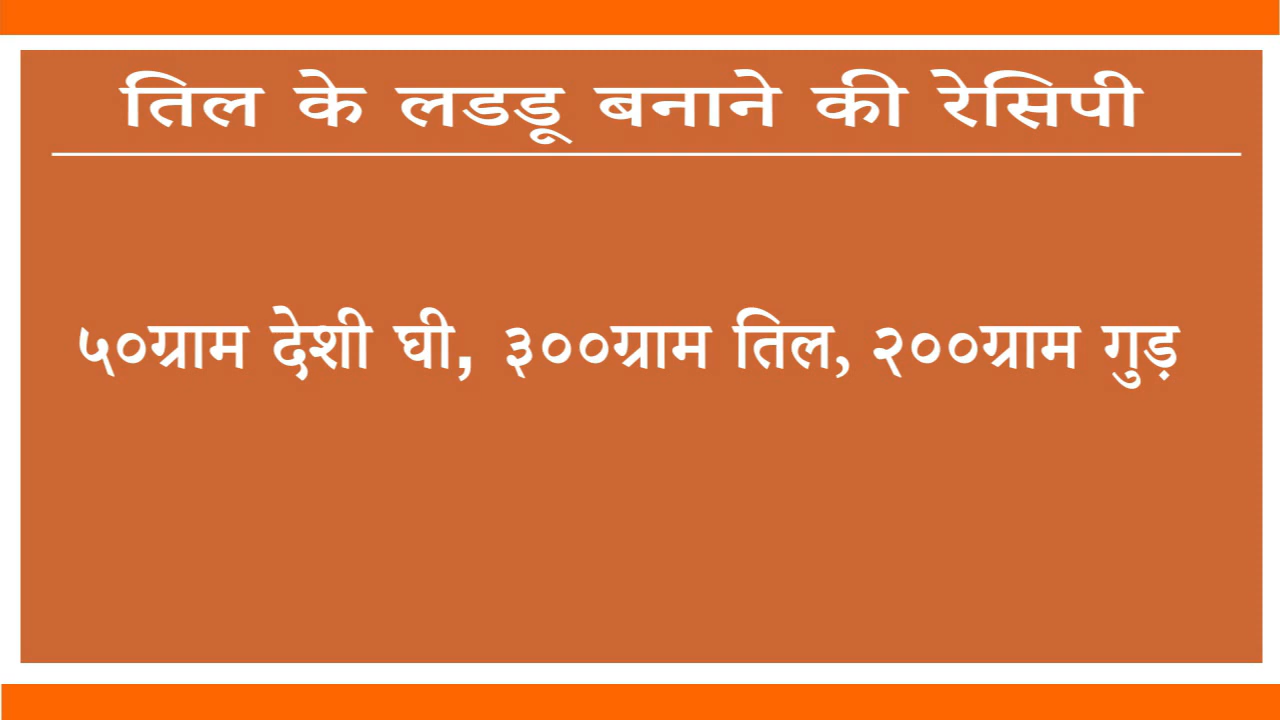 तिल के लडडू बनाने की रेसिपी
५०ग्राम देशी घी, ३००ग्राम तिल, २००ग्राम गुड़